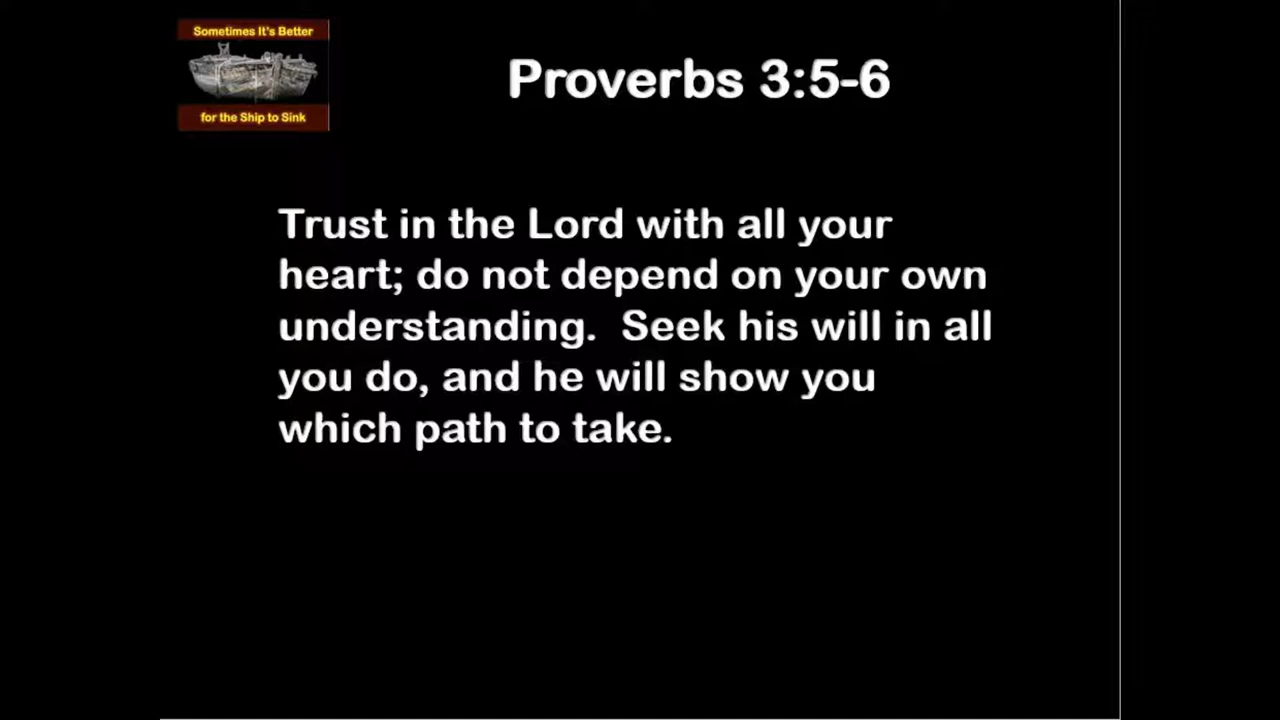 Sometimes It's Better
for the Ship to Sink
Proverbs 3:5-6
Trust in the Lord with all your
heart; do not depend on your own
understanding.  Seek his will in all
you do, and he will show you
which path to take.